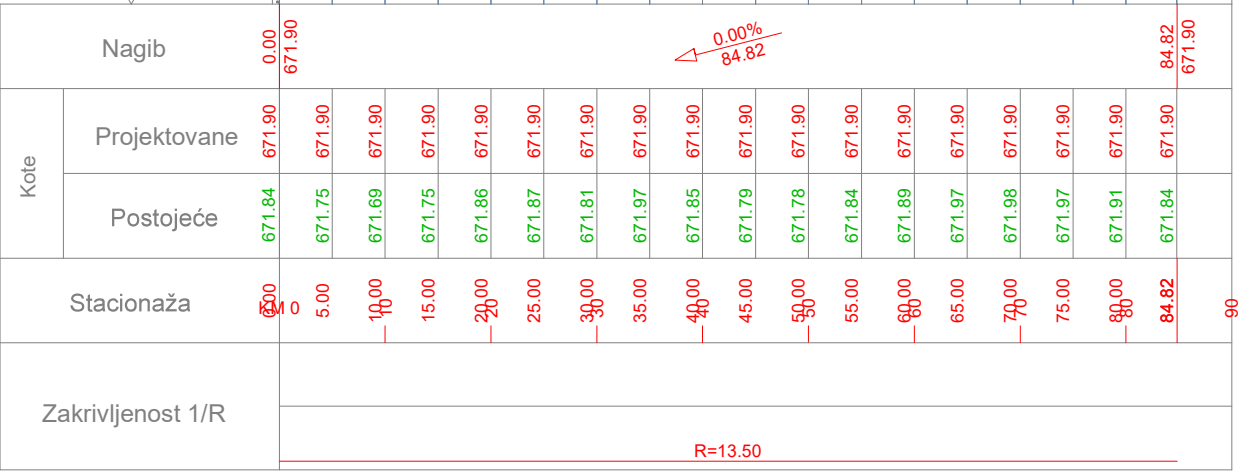 Nagib
0.00
671.90
0.00%
84.82
84.82
671.90
Kote
Projektovane
671.90 671.90 671.90 671.90 671.90 671.90 671.90 671.90 671.90 671.90 671.90 671.90 671.90 671.90 671.90 671.90 671.90 671.90
Postojeće
671.84 671.75 671.69 671.75 671.86 671.87 671.81 671.97 671.85 671.79 671.78 671.84 671.89 671.97 671.98 671.97 671.91 671.84
Stacionaža
0.00 5.00 10.00 15.00 20.00 25.00 30.00 35.00 40.00 45.00 50.00 55.00 60.00 65.00 70.00 75.00 80.00 84.82
KM 0 10 20 30 40 50 60 70 80 90
Zakrivljenost 1/R
R=13.50